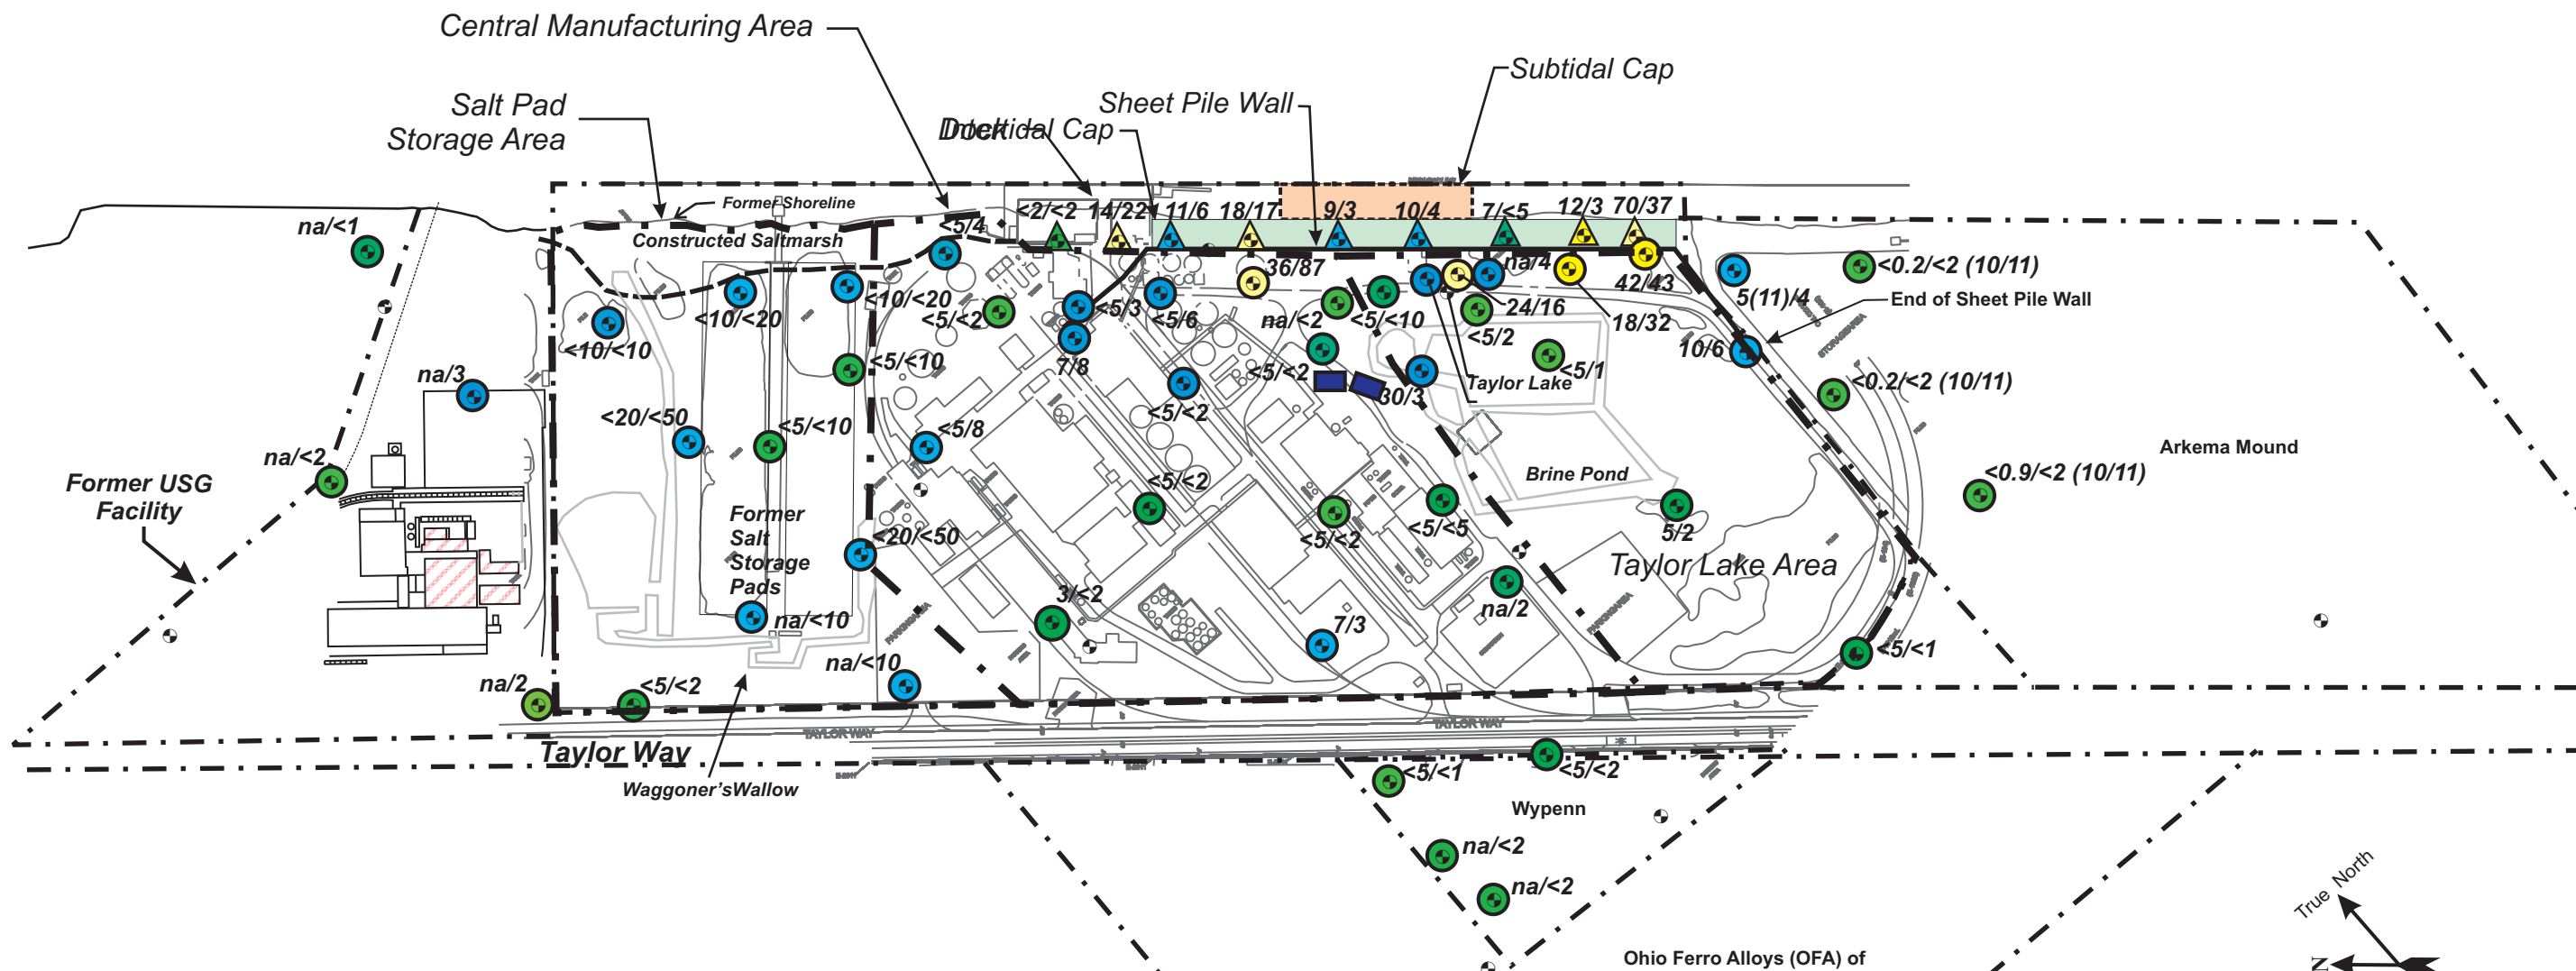 Central Manufacturing Area
Subtidal Cap
Salt Pad
Storage Area
Sheet Pile Wall
Dock
Intertidal Cap
Former Shoreline
Constructed Saltmarsh
na/<1
<5/4
<2/<2
14/22
11/6
18/17
9/3
10/4
7/<5
12/3
70/37
36/87
na/4
42/43
<0.2/<2 (10/11)
5(11)/4
End of Sheet Pile Wall
<10/<20
<10/<20
<5/<2
<5/3
<5/6
na/<2
<5/<10
24/16
18/32
<10/<10
<5/2
10/6
7/8
<5/<10
<5/<2
<5/1
na/3
Taylor Lake
30/3
<0.2/<2 (10/11)
<5/<2
<20/<50
<5/<10
<5/8
Arkema Mound
na/<2
<5/<2
Brine Pond
<0.9/<2 (10/11)
Former USG
Facility
Former
Salt
Storage
Pads
<20/<50
<5/<2
<5/<5
5/2
Taylor Lake Area
3/<2
na/2
PARKING AREA
PARKING AREA
na/<10
7/3
na/<10
<5/<1
na/2
<5/<2
TAYLOR WAY
TAYLOR WAY
Taylor Way
<5/<1
<5/<2
Waggoner'sWallow
Wypenn
na/<2
na/<2
True North
Ohio Ferro Alloys (OFA) of
N